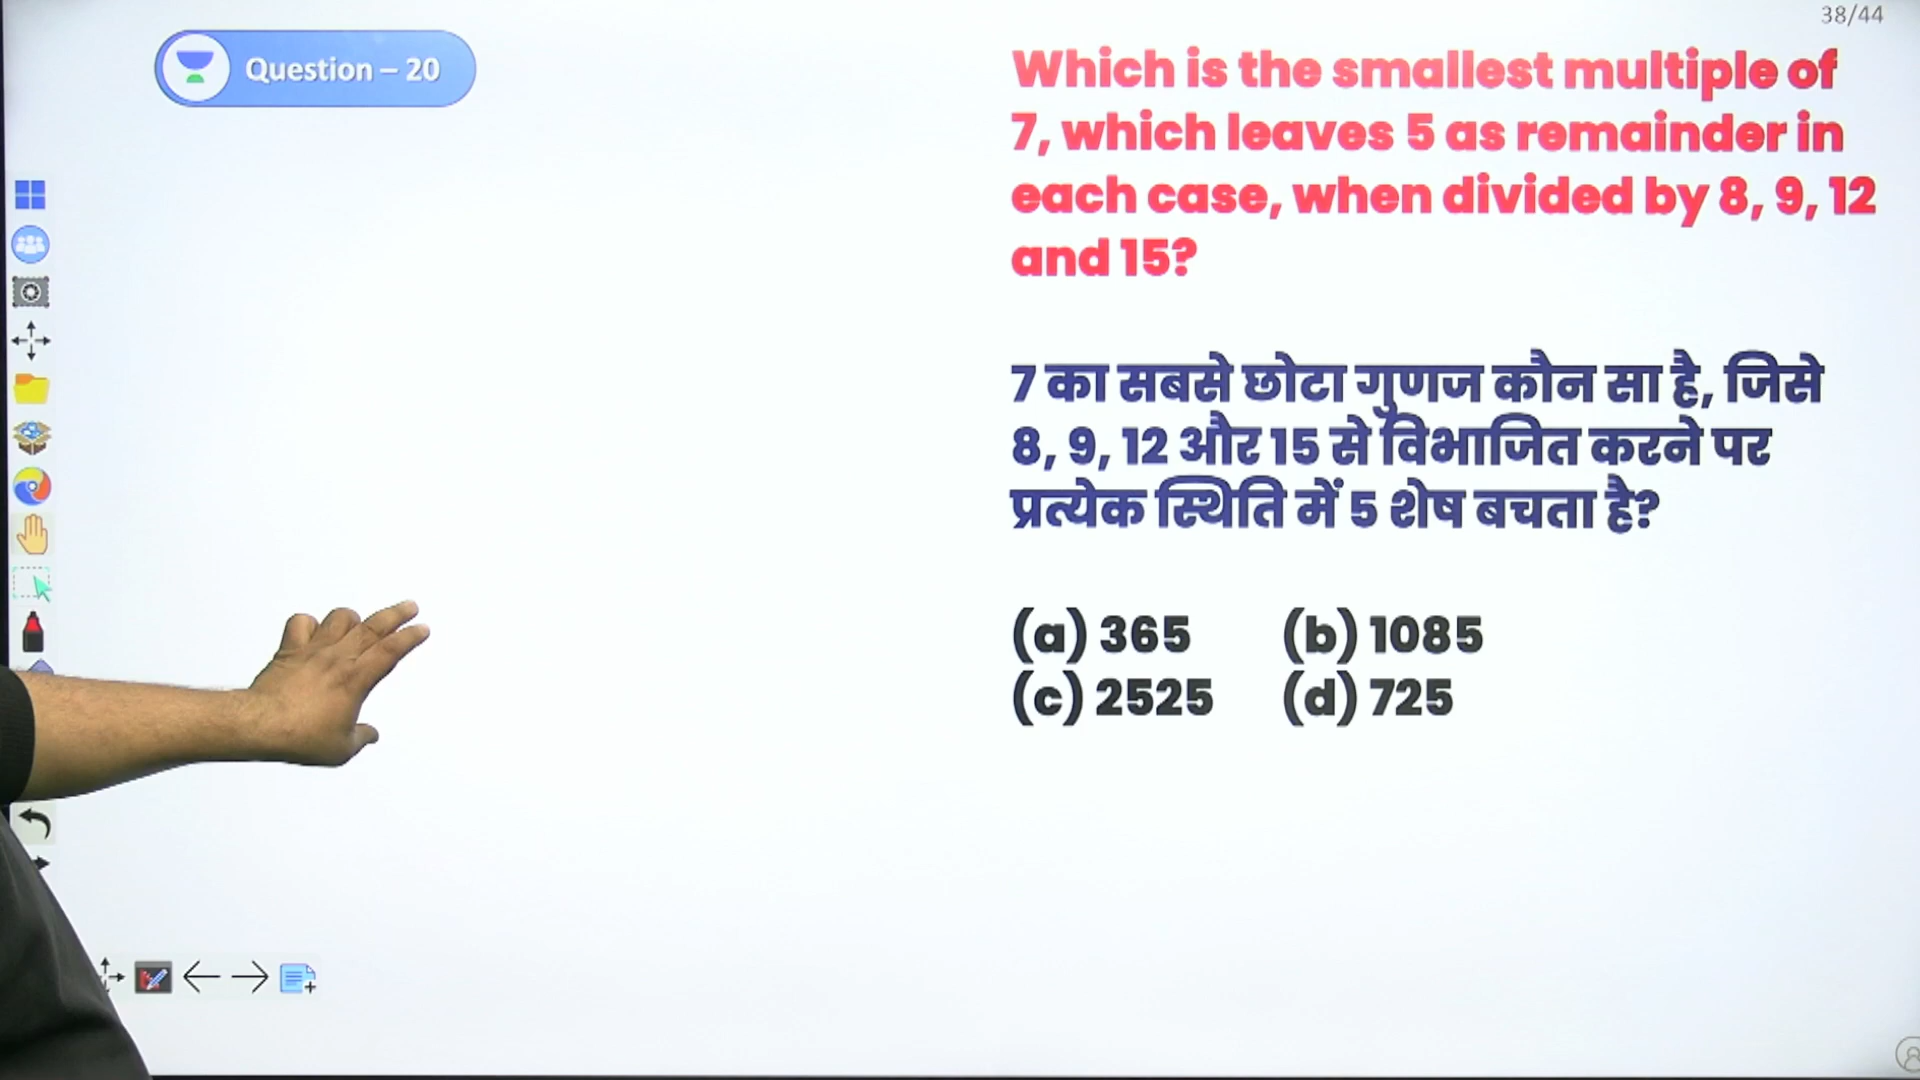 38/44
Question – 20
Which is the smallest multiple of
7, which leaves 5 as remainder in
each case, when divided by 8, 9, 12
and 15?
7 का सबसे छोटा गुणज कौन सा है, जिसे
8, 9, 12 और 15 से विभाजित करने पर
प्रत्येक स्थिति में 5 शेष बचता है?
(a) 365 (b) 1085
(c) 2525 (d) 725